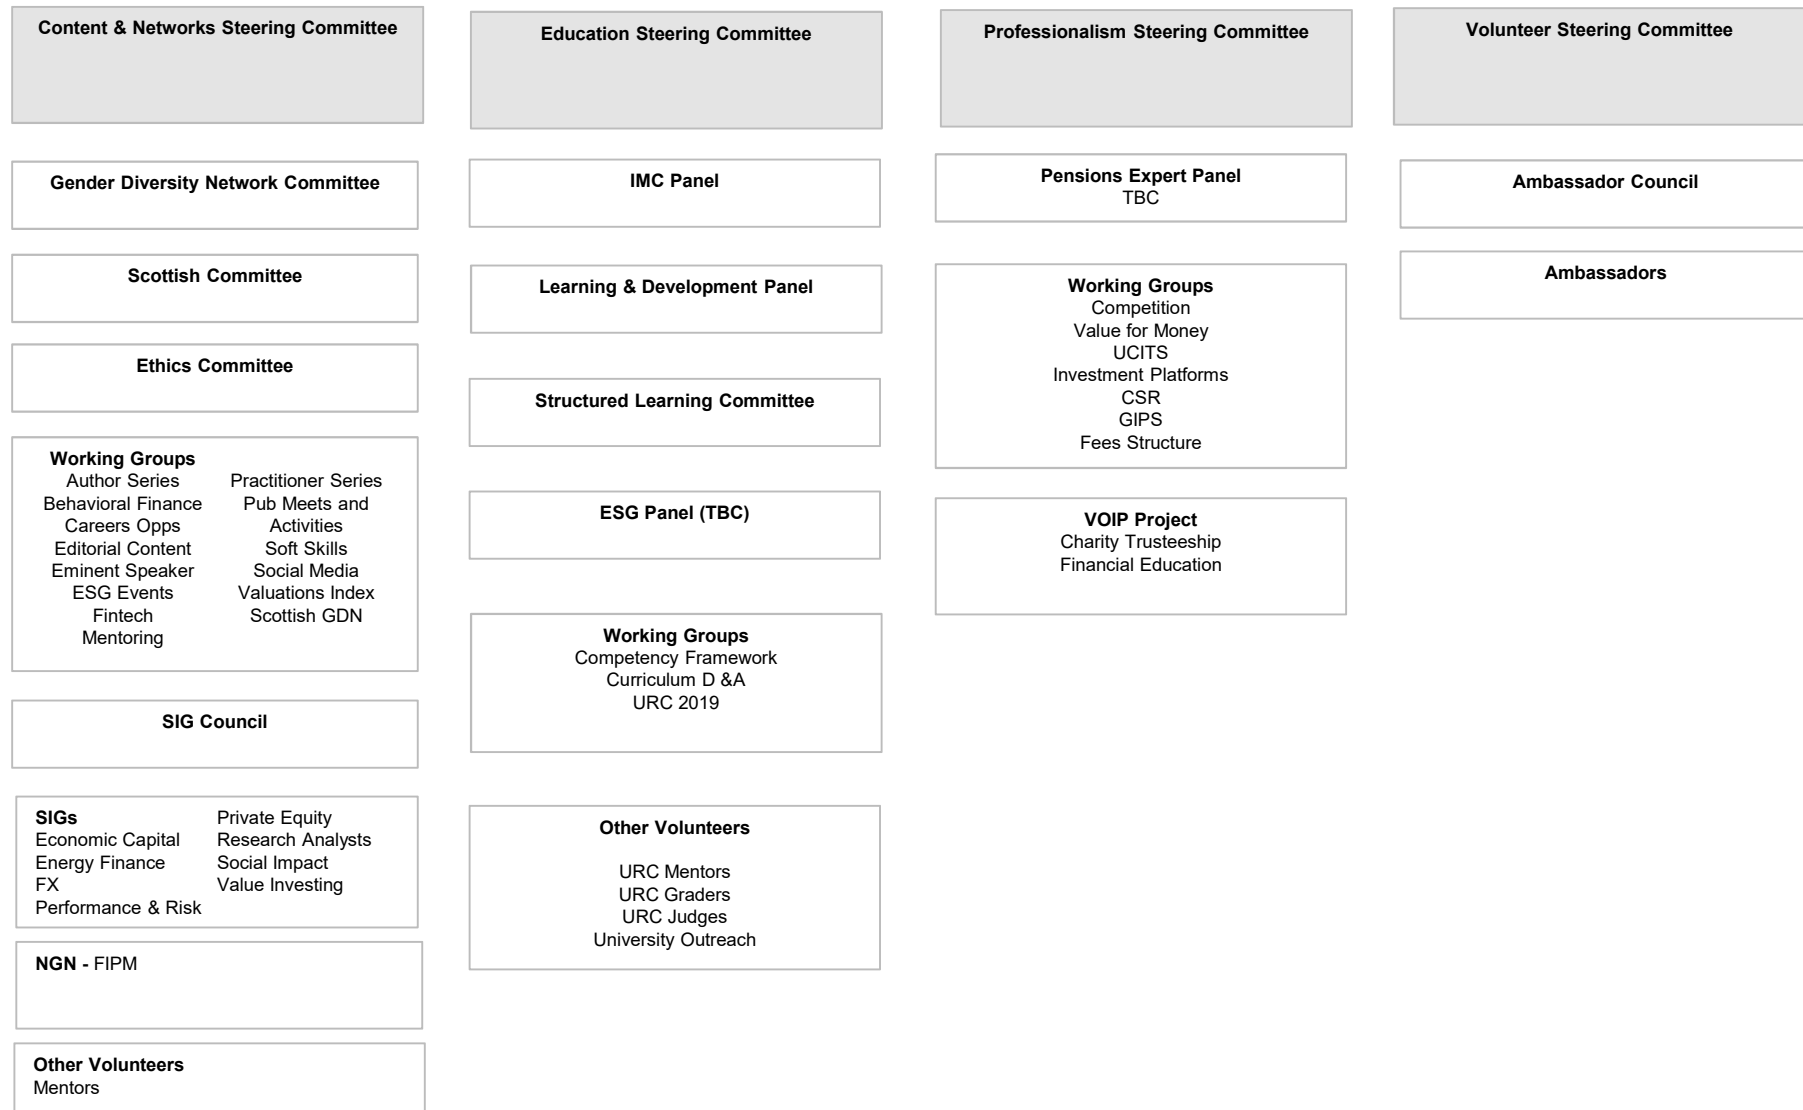 Content & Networks Steering Committee
Gender Diversity Network Committee
Scottish Committee
Ethics Committee
Working Groups
Author Series
Behavioral Finance
Careers Opps
Editorial Content
Eminent Speaker
ESG Events
Fintech
Mentoring
Practitioner Series
Pub Meets and
Activities
Soft Skills
Social Media
Valuations Index
Scottish GDN
SIG Council
SIGs
Economic Capital
Energy Finance
FX
Performance & Risk
Private Equity
Research Analysts
Social Impact
Value Investing
NGN - FIPM
Other Volunteers
Mentors
Education Steering Committee
IMC Panel
Learning & Development Panel
Structured Learning Committee
ESG Panel (TBC)
Working Groups
Competency Framework
Curriculum D &A
URC 2019
Other Volunteers
URC Mentors
URC Graders
URC Judges
University Outreach
Professionalism Steering Committee
Pensions Expert Panel
TBC
Working Groups
Competition
Value for Money
UCITS
Investment Platforms
CSR
GIPS
Fees Structure
VOIP Project
Charity Trusteeship
Financial Education
Volunteer Steering Committee
Ambassador Council
Ambassadors